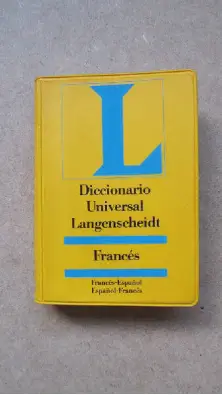 L
Diccionario
Universal
Langenscheidt
Francés
Francés-Español
Español-Francés